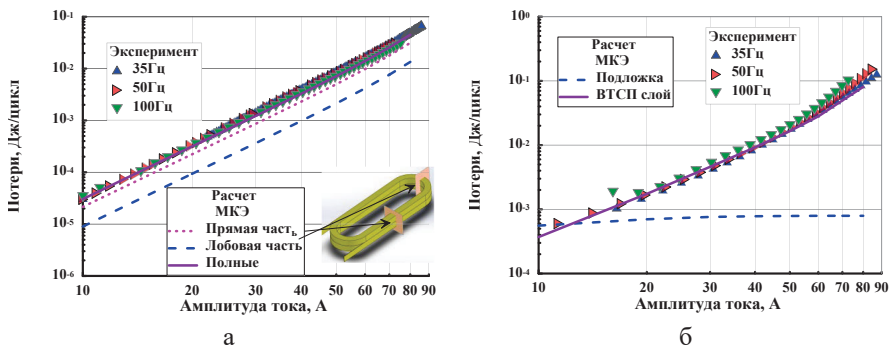 Потери, Дж/цикл
10⁻¹
10⁻²
10⁻³
10⁻⁴
10⁻⁵
10⁻⁶
Эксперимент
35Гц
50Гц
100Гц
Расчет
МКЭ
Прямая часть
Лобовая часть
Полные
10 20 30 40 50 60 70 80 90
Амплитуда тока, А
а
Потери, Дж/цикл
10⁰
10⁻¹
10⁻²
10⁻³
10⁻⁴
Расчет
МКЭ
Подложка
ВТСП слой
Эксперимент
35Гц
50Гц
100Гц
10 20 30 40 50 60 70 80 90
Амплитуда тока, А
б